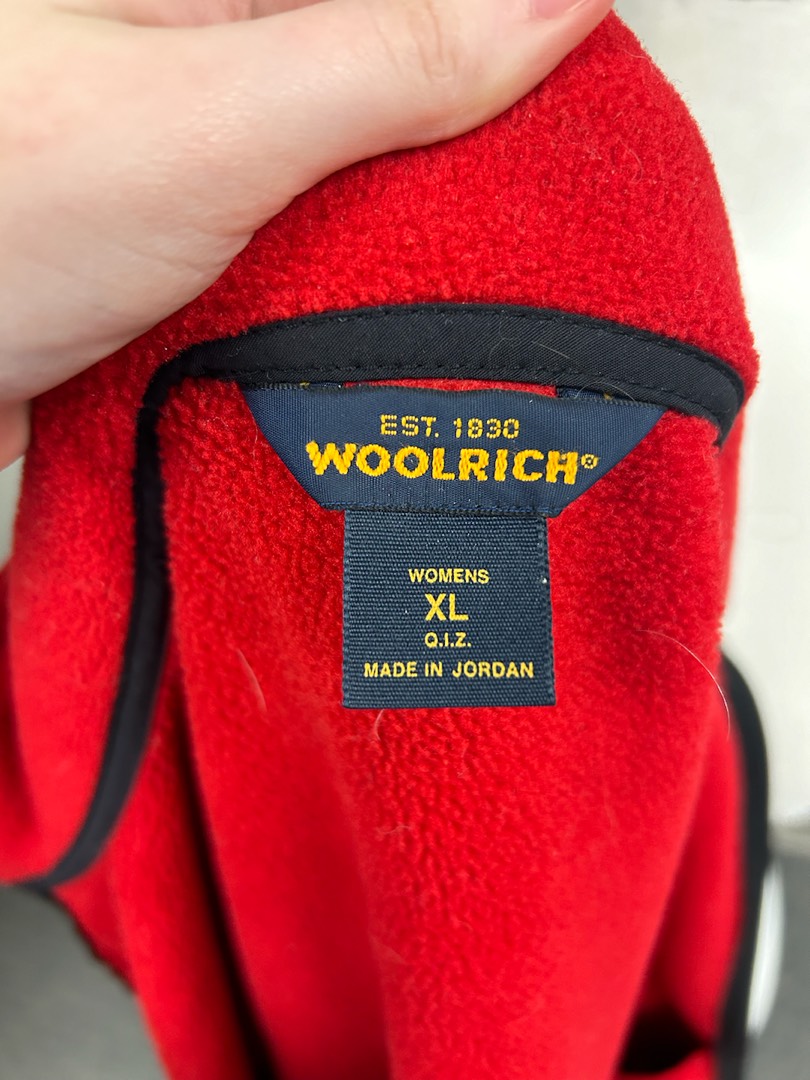 EST. 1830
WOOLRICH®
WOMENS
XL
Q.I.Z.
MADE IN JORDAN